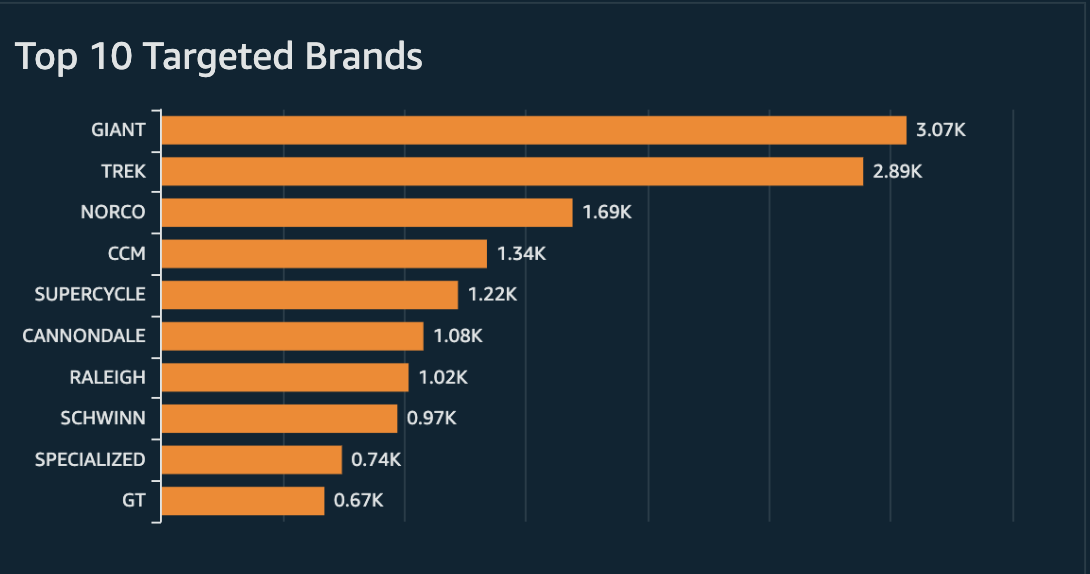 Top 10 Targeted Brands
GIANT 3.07K
TREK 2.89K
NORCO 1.69K
CCM 1.34K
SUPERCYCLE 1.22K
CANNONDALE 1.08K
RALEIGH 1.02K
SCHWINN 0.97K
SPECIALIZED 0.74K
GT 0.67K